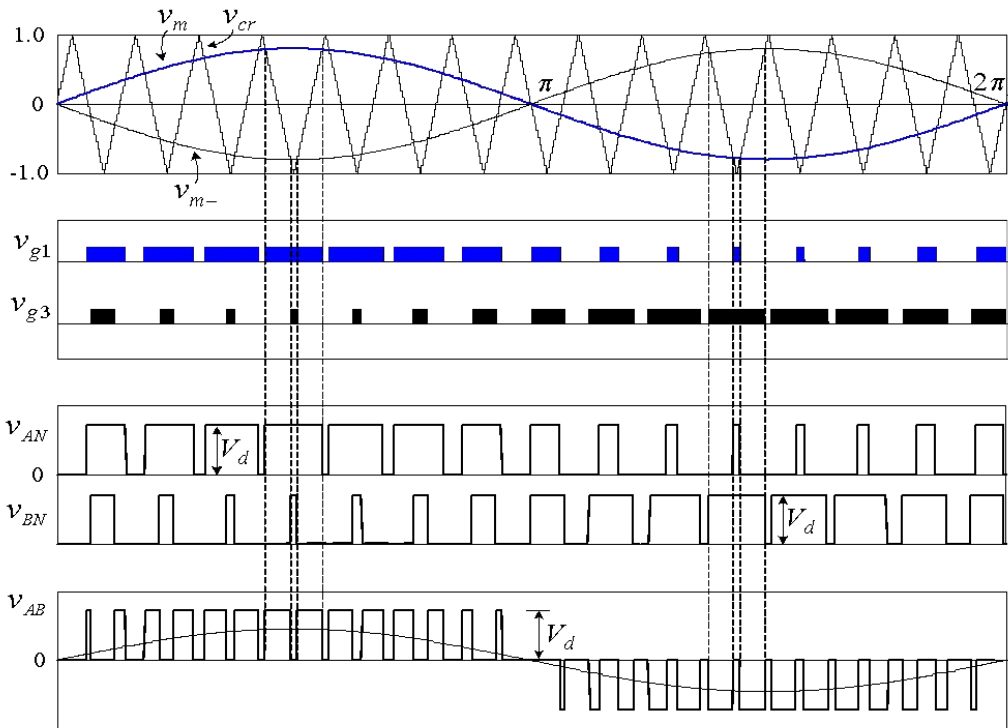 v_m v_cr
1.0
0
-1.0
π 2π
v_m-
v_g1
v_g3
v_AN
V_d
0
v_BN
V_d
v_AB
V_d
0